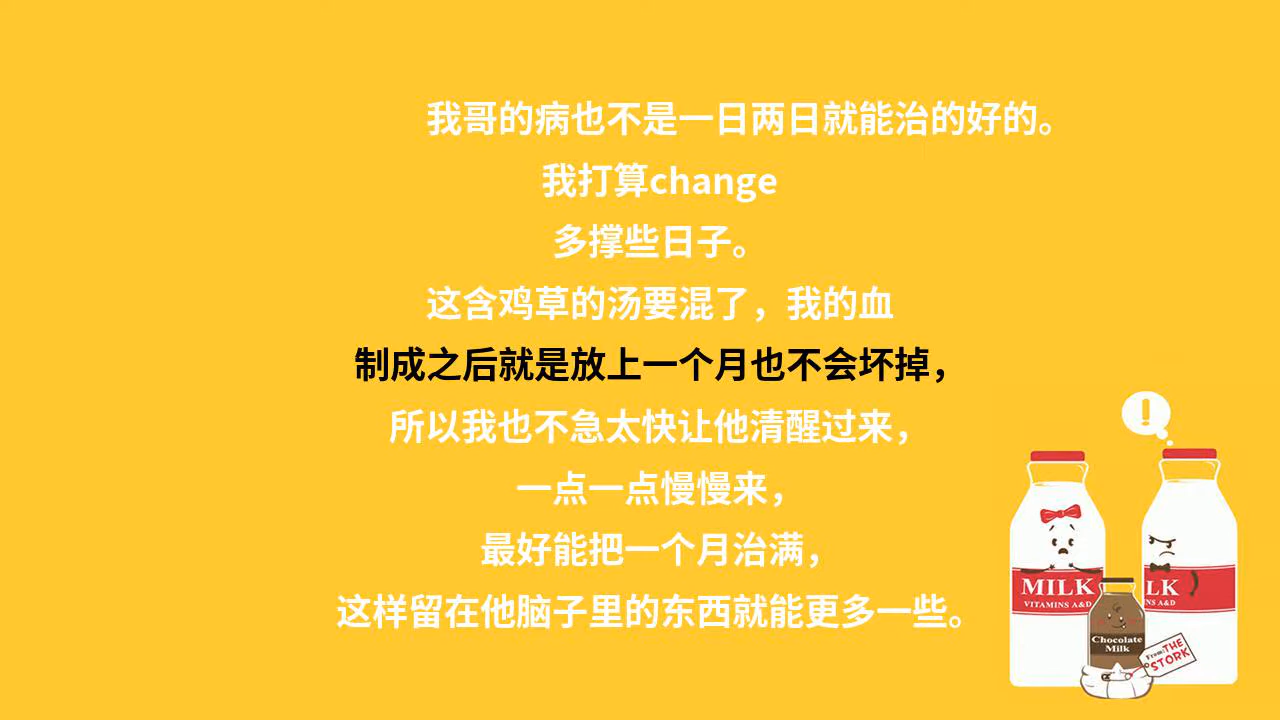 我哥的病也不是一日两日就能治的好的。
我打算change
多撑些日子。
这含鸡草的汤要混了，我的血
制成之后就是放上一个月也不会坏掉，
所以我也不急太快让他清醒过来，
一点一点慢慢来，
最好能把一个月治满，
这样留在他脑子里的东西就能更多一些。
!
MILK
VITAMINS A&D
LK
NS A&D
Chocolate
Milk
From: THE
STORK